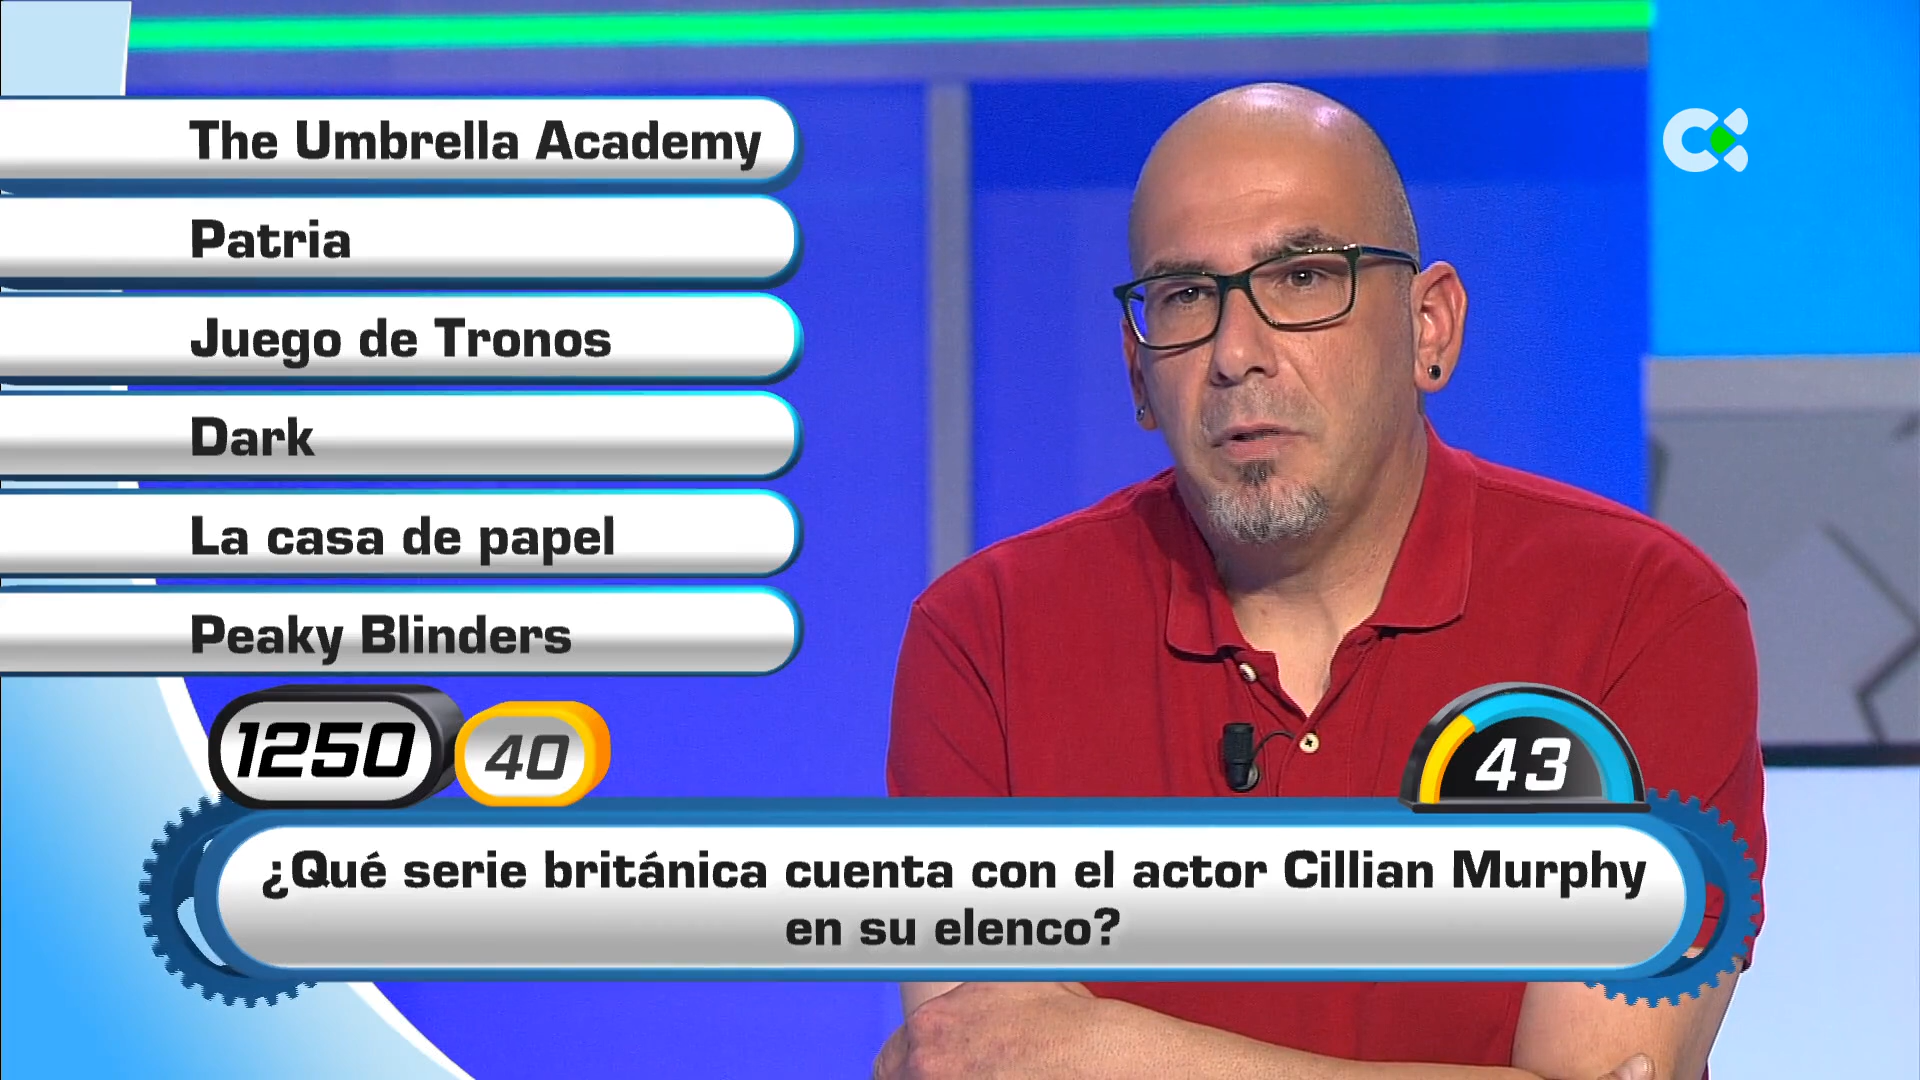 The Umbrella Academy
Patria
Juego de Tronos
Dark
La casa de papel
Peaky Blinders
1250
40
43
¿Qué serie británica cuenta con el actor Cillian Murphy
en su elenco?